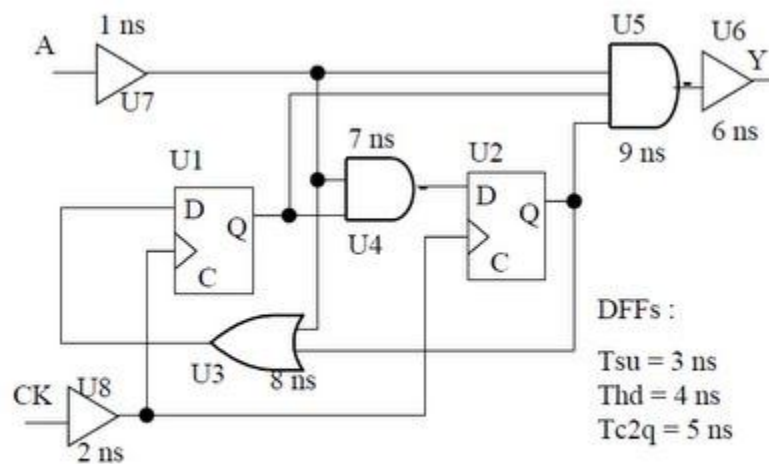 1 ns
U5
U6
A
Y
U7
7 ns
U1
U2
9 ns
6 ns
D
Q
C
U4
D
Q
C
DFFs :
U3
8 ns
Tsu = 3 ns
CK
U8
Thd = 4 ns
2 ns
Tc2q = 5 ns